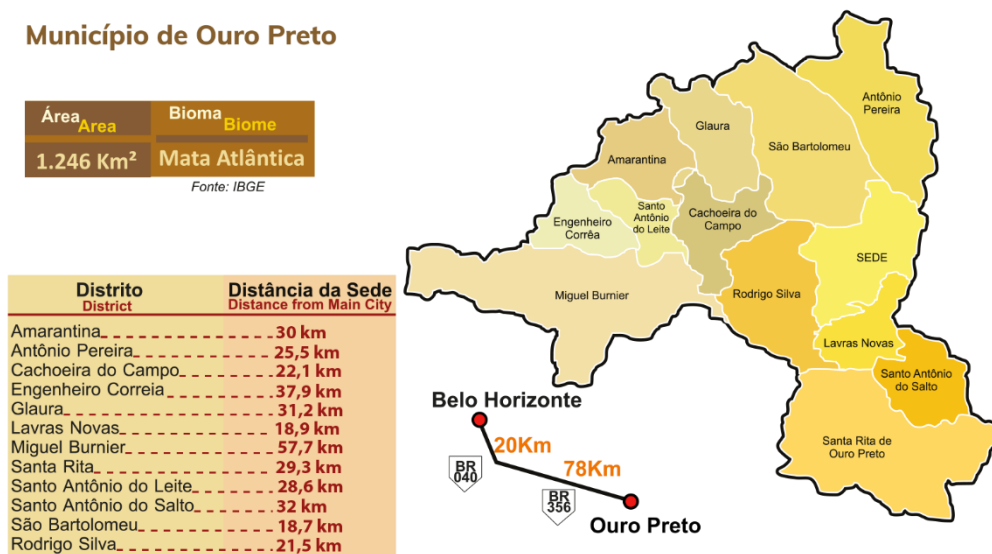 Município de Ouro Preto
Área Area
Bioma Biome
1.246 Km²
Mata Atlântica
Fonte: IBGE
Distrito
District
Distância da Sede
Distance from Main City
Amarantina 30 km
Antônio Pereira 25,5 km
Cachoeira do Campo 22,1 km
Engenheiro Correia 37,9 km
Glaura 31,2 km
Lavras Novas 18,9 km
Miguel Burnier 57,7 km
Santa Rita 29,3 km
Santo Antônio do Leite 28,6 km
Santo Antônio do Salto 32 km
São Bartolomeu 18,7 km
Rodrigo Silva 21,5 km
Antônio
Pereira
Glaura
São Bartolomeu
Amarantina
Santo
Antônio
do Leite
Cachoeira do
Campo
Engenheiro
Corrêa
SEDE
Miguel Burnier
Rodrigo Silva
Lavras Novas
Santo Antônio
do Salto
Santa Rita de
Ouro Preto
Belo Horizonte
20Km
BR
040
78Km
BR
356
Ouro Preto